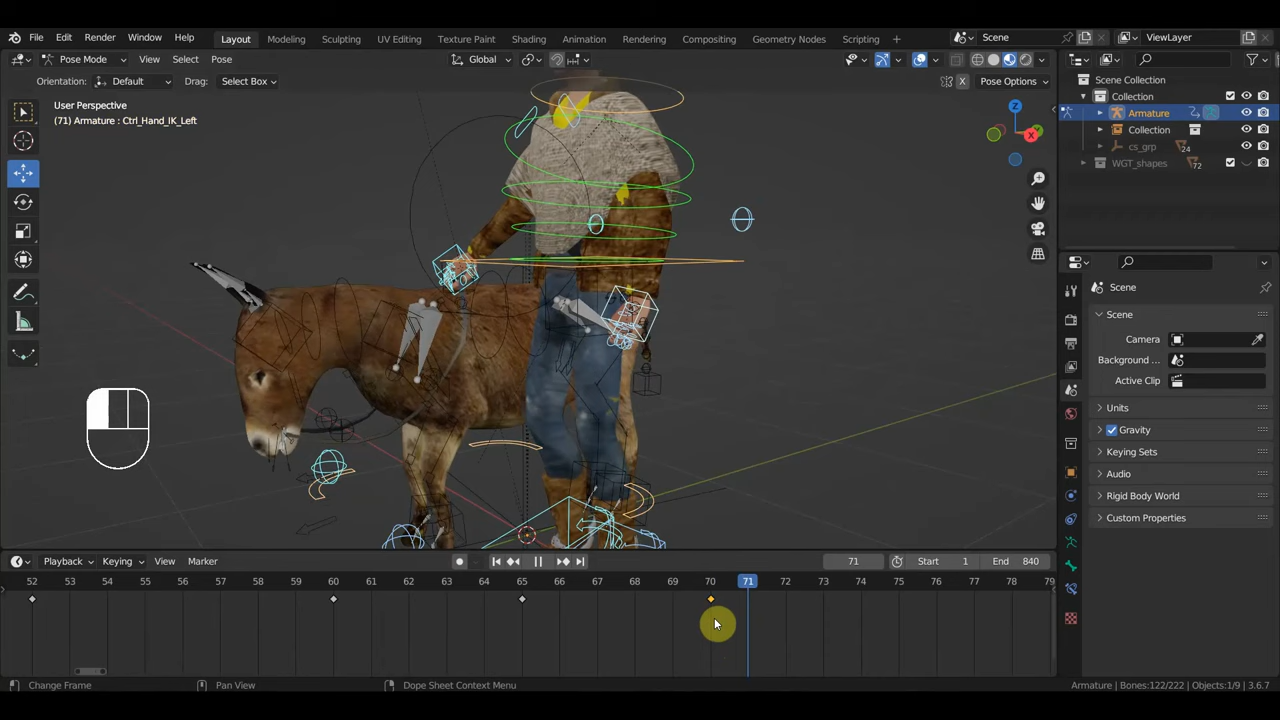 File Edit Render Window Help Layout Modeling Sculpting UV Editing Texture Paint Shading Animation Rendering Compositing Geometry Nodes Scripting + Scene ViewLayer
Pose Mode View Select Pose Global
Orientation: Default Drag: Select Box X Pose Options
User Perspective
(71) Armature : Ctrl_Hand_IK_Left
Z
X
Scene Collection
Collection
Armature
Collection
cs_grp 24
WGT_shapes 72
Scene
Scene
Camera
Background ...
Active Clip
Units
Gravity
Keying Sets
Audio
Rigid Body World
Custom Properties
Playback Keying View Marker 71 Start 1 End 840
52 53 54 55 56 57 58 59 60 61 62 63 64 65 66 67 68 69 70 71 72 73 74 75 76 77 78 79
Change Frame Pan View Dope Sheet Context Menu Armature | Bones:122/222 | Objects:1/9 | 3.6.7